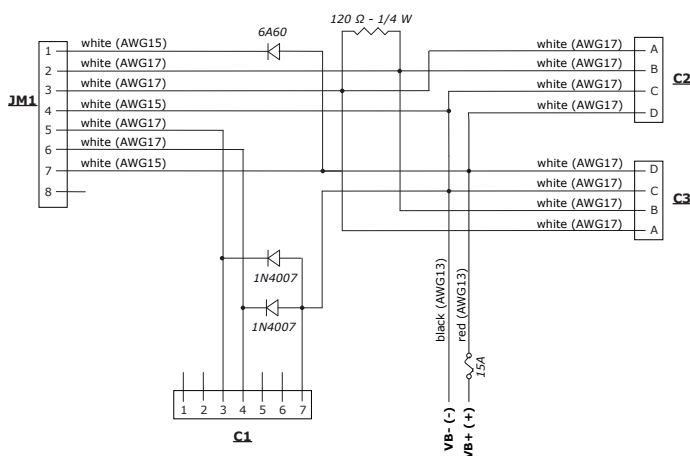 120 Ω - 1/4 W
6A60
JM1
1 white (AWG15)
2 white (AWG17)
3 white (AWG17)
4 white (AWG15)
5 white (AWG17)
6 white (AWG17)
7 white (AWG15)
8
white (AWG17) A
white (AWG17) B
white (AWG17) C
white (AWG17) D
C2
white (AWG17) D
white (AWG17) C
white (AWG17) B
white (AWG17) A
C3
1N4007
1N4007
black (AWG13)
red (AWG13)
15A
VB- (-)
VB+ (+)
1 2 3 4 5 6 7
C1